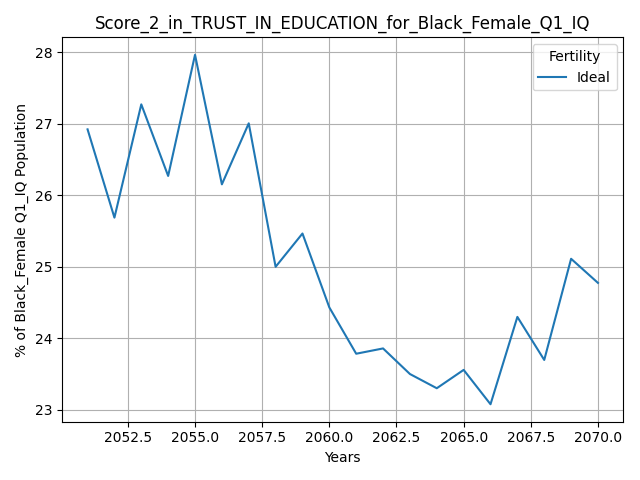 Score_2_in_TRUST_IN_EDUCATION_for_Black_Female_Q1_IQ
Fertility
Ideal
28
27
26
25
24
23
% of Black_Female Q1_IQ Population
2052.5 2055.0 2057.5 2060.0 2062.5 2065.0 2067.5 2070.0
Years